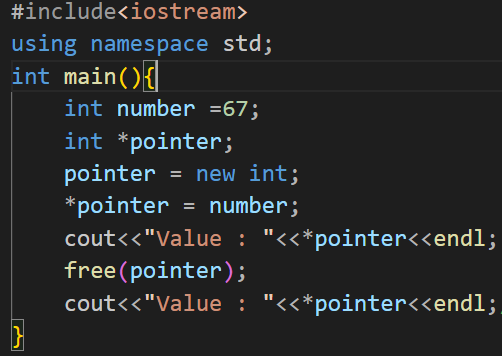 #include<iostream>
using namespace std;
int main(){
    int number =67;
    int *pointer;
    pointer = new int;
    *pointer = number;
    cout<<"Value : "<<*pointer<<endl;
    free(pointer);
    cout<<"Value : "<<*pointer<<endl;
}